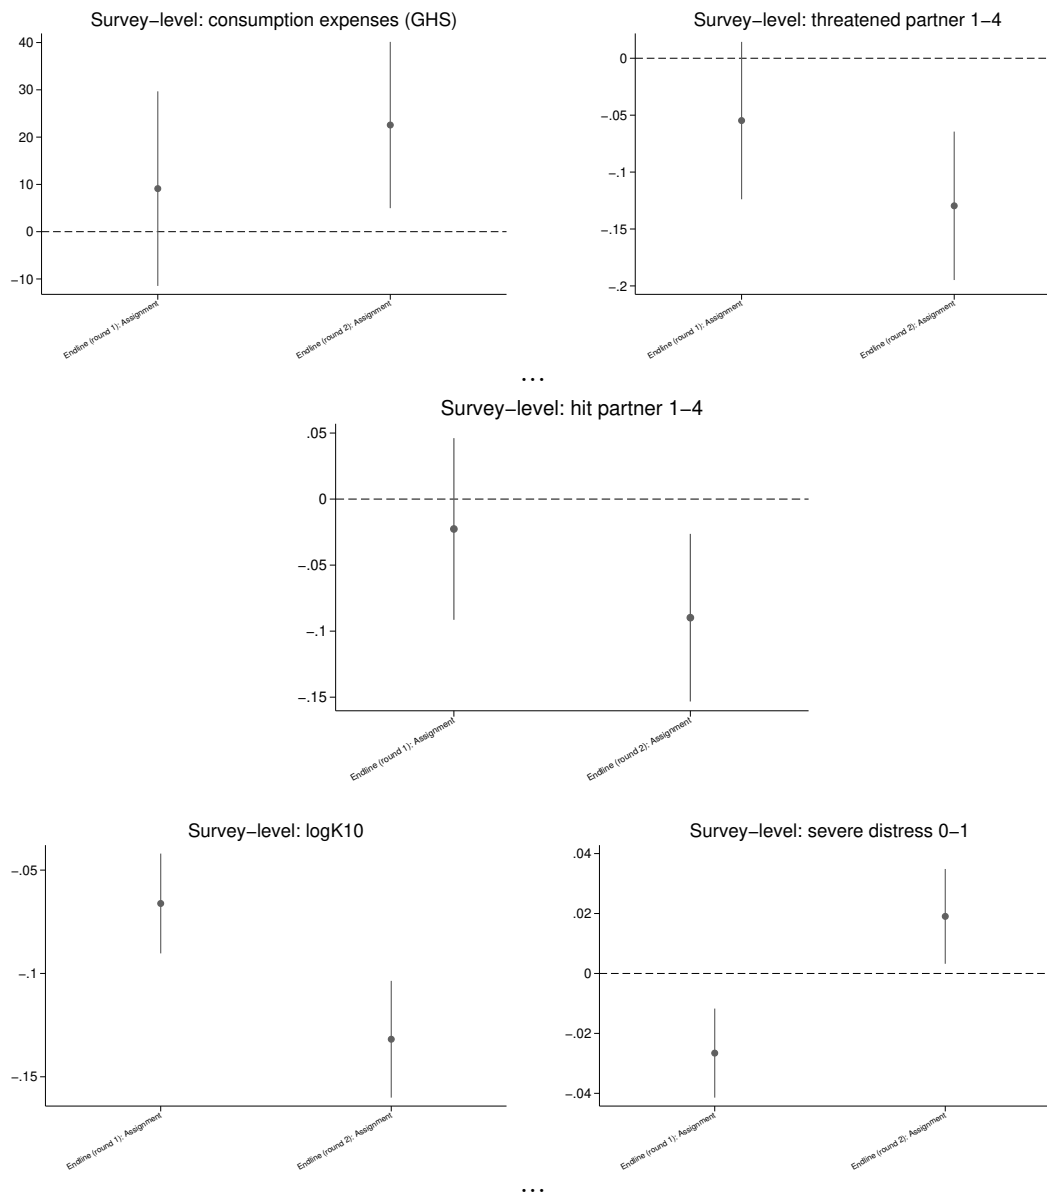 Survey−level: consumption expenses (GHS)
40
30
20
10
0
−10
Endline (round 1): Assignment
Endline (round 2): Assignment
Survey−level: threatened partner 1−4
0
−.05
−.1
−.15
−.2
Endline (round 1): Assignment
Endline (round 2): Assignment
...
Survey−level: hit partner 1−4
.05
0
−.05
−.1
−.15
Endline (round 1): Assignment
Endline (round 2): Assignment
Survey−level: logK10
−.05
−.1
−.15
Endline (round 1): Assignment
Endline (round 2): Assignment
Survey−level: severe distress 0−1
.04
.02
0
−.02
−.04
Endline (round 1): Assignment
Endline (round 2): Assignment
...